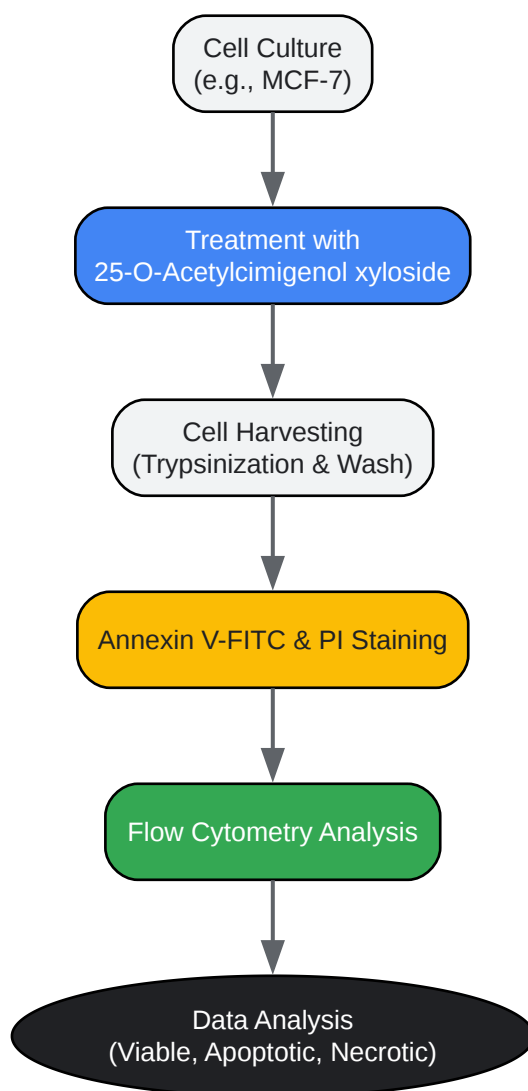 Cell Culture
(e.g., MCF-7)
Treatment with
25-O-Acetylcimigenol xyloside
Cell Harvesting
(Trypsinization & Wash)
Annexin V-FITC & PI Staining
Flow Cytometry Analysis
Data Analysis
(Viable, Apoptotic, Necrotic)